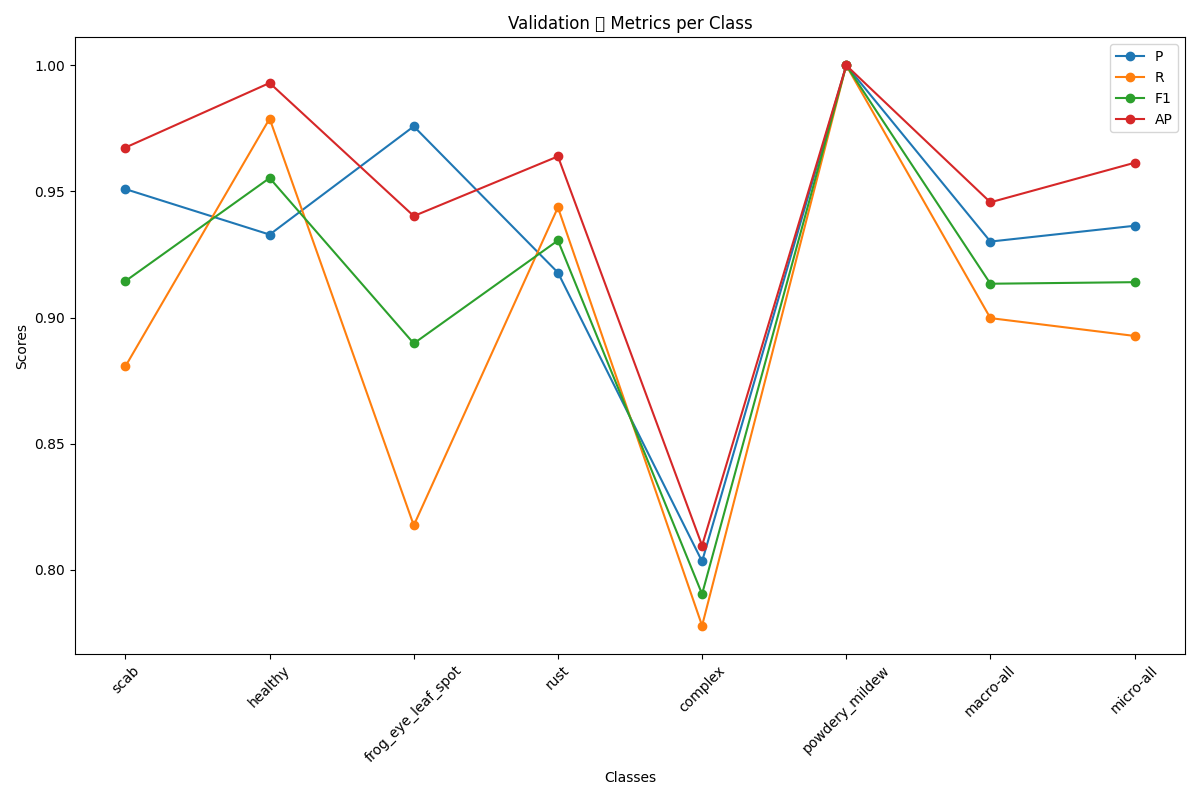 Validation  Metrics per Class
P
R
F1
AP
Scores
1.00
0.95
0.90
0.85
0.80
scab
healthy
frog_eye_leaf_spot
rust
complex
powdery_mildew
macro-all
micro-all
Classes